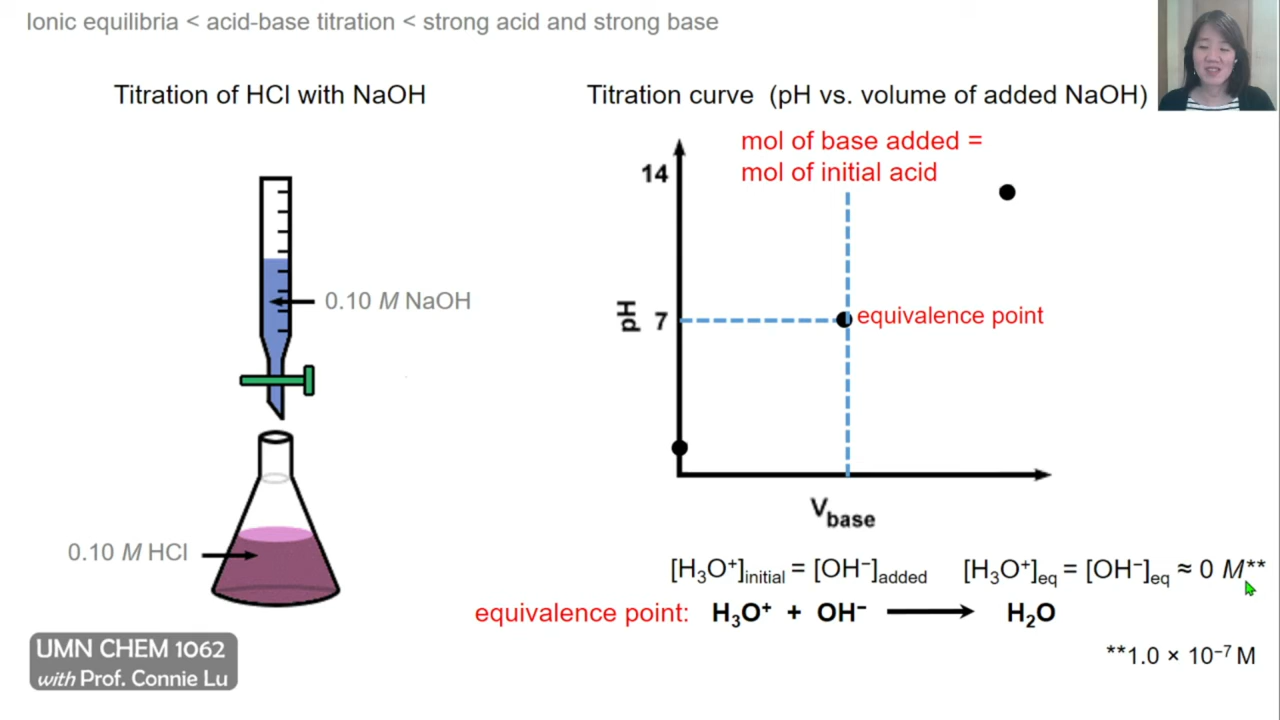 Ionic equilibria < acid-base titration < strong acid and strong base
Titration of HCl with NaOH
0.10 M NaOH
0.10 M HCl
UMN CHEM 1062
with Prof. Connie Lu
Titration curve (pH vs. volume of added NaOH)
mol of base added =
mol of initial acid
14
pH 7
equivalence point
Vbase
[H₃O⁺]initial = [OH⁻]added [H₃O⁺]eq = [OH⁻]eq ≈ 0 M**
equivalence point: H₃O⁺ + OH⁻ ⟶ H₂O
**1.0 × 10⁻⁷ M